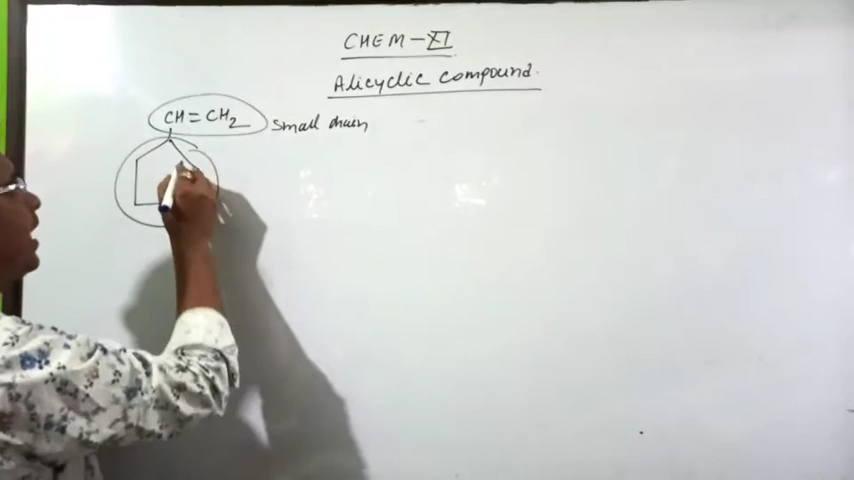 CHEM - XI
Alicyclic compound.
CH = CH2
small chain